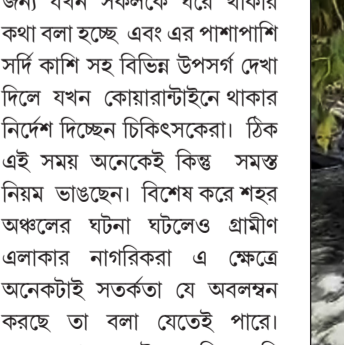 জন্য যখন সকলকে ঘরে থাকার
কথা বলা হচ্ছে এবং এর পাশাপাশি
সর্দি কাশি সহ বিভিন্ন উপসর্গ দেখা
দিলে যখন কোয়ারান্টাইনে থাকার
নির্দেশ দিচ্ছেন চিকিৎসকেরা। ঠিক
এই সময় অনেকেই কিন্তু সমস্ত
নিয়ম ভাঙছেন। বিশেষ করে শহর
অঞ্চলের ঘটনা ঘটলেও গ্রামীণ
এলাকার নাগরিকরা এ ক্ষেত্রে
অনেকটাই সতর্কতা যে অবলম্বন
করছে তা বলা যেতেই পারে।